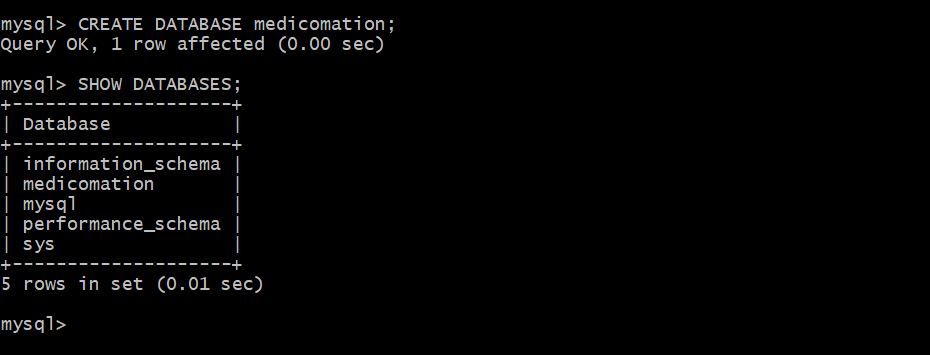 mysql> CREATE DATABASE medicomation;
Query OK, 1 row affected (0.00 sec)
mysql> SHOW DATABASES;
+--------------------+
| Database           |
+--------------------+
| information_schema |
| medicomation       |
| mysql              |
| performance_schema |
| sys                |
+--------------------+
5 rows in set (0.01 sec)
mysql>